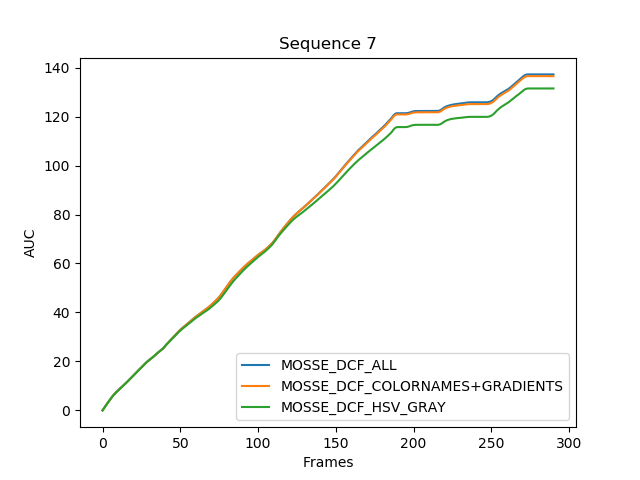 Sequence 7
140
120
100
80
60
40
20
0
AUC
MOSSE_DCF_ALL
MOSSE_DCF_COLORNAMES+GRADIENTS
MOSSE_DCF_HSV_GRAY
0 50 100 150 200 250 300
Frames